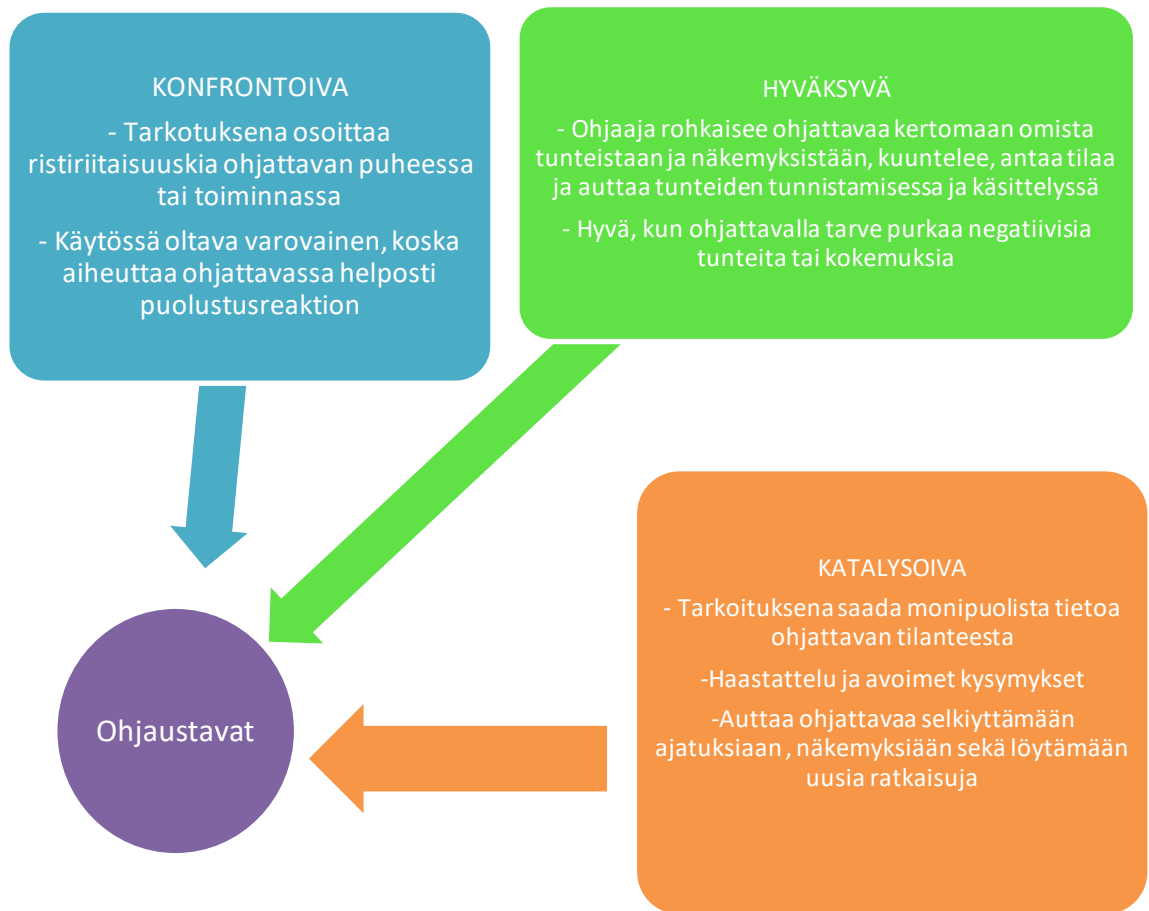 KONFRONTOIVA
- Tarkotuksena osoittaa
ristiriitaisuuskia ohjattavan puheessa
tai toiminnassa
- Käytössä oltava varovainen, koska
aiheuttaa ohjattavassa helposti
puolustusreaktion
HYVÄKSYVÄ
- Ohjaaja rohkaisee ohjattavaa kertomaan omista
tunteistaan ja näkemyksistään, kuuntelee, antaa tilaa
ja auttaa tunteiden tunnistamisessa ja käsittelyssä
- Hyvä, kun ohjattavalla tarve purkaa negatiivisia
tunteita tai kokemuksia
KATALYSOIVA
- Tarkoituksena saada monipuolista tietoa
ohjattavan tilanteesta
-Haastattelu ja avoimet kysymykset
-Auttaa ohjattavaa selkiyttämään
ajatuksiaan , näkemyksiään sekä löytämään
uusia ratkaisuja
Ohjaustavat